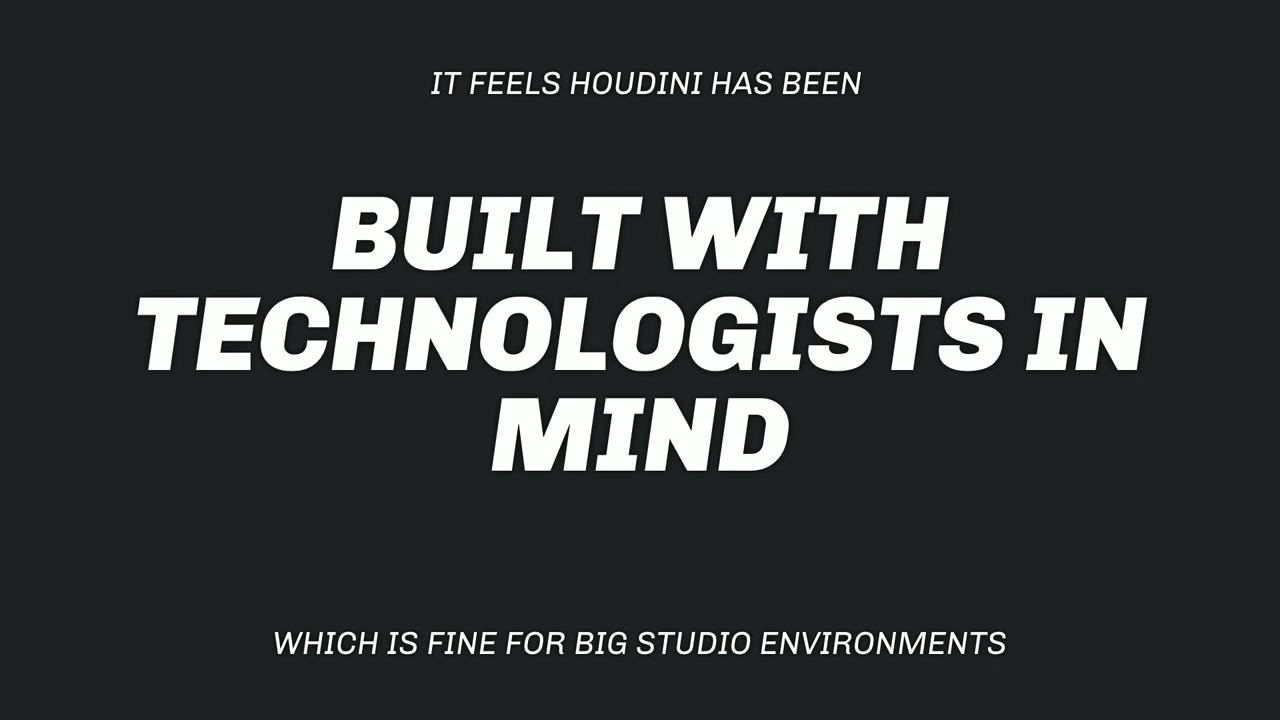 IT FEELS HOUDINI HAS BEEN
BUILT WITH
TECHNOLOGISTS IN
MIND
WHICH IS FINE FOR BIG STUDIO ENVIRONMENTS